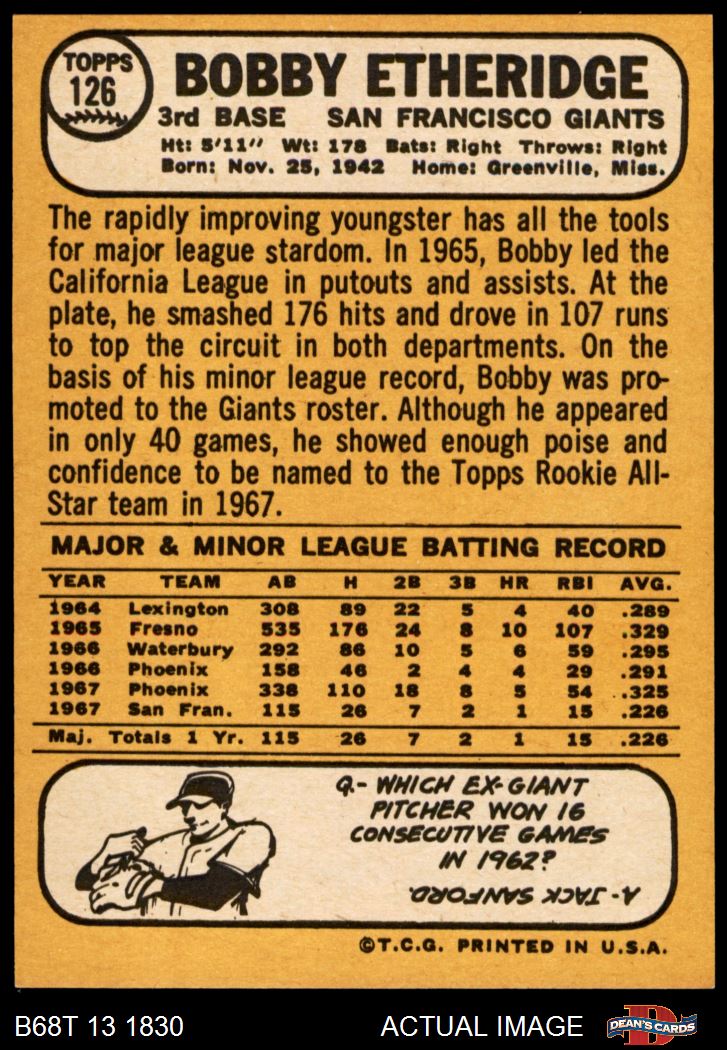 TOPPS
126
BOBBY ETHERIDGE
3rd BASE SAN FRANCISCO GIANTS
Ht: 5'11" Wt: 178 Bats: Right Throws: Right
Born: Nov. 25, 1942 Home: Greenville, Miss.
The rapidly improving youngster has all the tools
for major league stardom. In 1965, Bobby led the
California League in putouts and assists. At the
plate, he smashed 176 hits and drove in 107 runs
to top the circuit in both departments. On the
basis of his minor league record, Bobby was pro-
moted to the Giants roster. Although he appeared
in only 40 games, he showed enough poise and
confidence to be named to the Topps Rookie All-
Star team in 1967.
MAJOR & MINOR LEAGUE BATTING RECORD
YEAR TEAM AB H 2B 3B HR RBI AVG.
1964 Lexington 308 89 22 5 4 40 .289
1965 Fresno 535 176 24 8 10 107 .329
1966 Waterbury 292 86 10 5 6 59 .295
1966 Phoenix 158 46 2 4 4 29 .291
1967 Phoenix 338 110 18 8 5 54 .325
1967 San Fran. 115 26 7 2 1 15 .226
Maj. Totals 1 Yr. 115 26 7 2 1 15 .226
Q.- WHICH EX-GIANT
PITCHER WON 16
CONSECUTIVE GAMES
IN 1962?
A- JACK SANFORD.
©T.C.G. PRINTED IN U.S.A.
B68T 13 1830 ACTUAL IMAGE DEAN'S CARDS